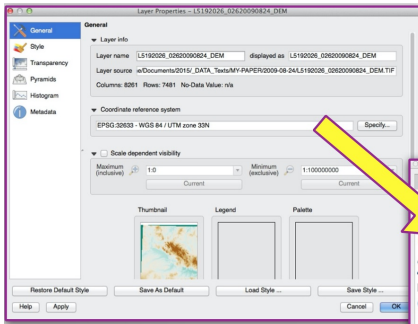 Layer Properties - L5192026_02620090824_DEM
General
Style
Transparency
Pyramids
Histogram
Metadata
General
Layer info
Layer name L5192026_02620090824_DEM displayed as L5192026_02620090824_DEM
Layer source e/Documents/2015/_DATA_Texts/MY-PAPER/2009-08-24/L5192026_02620090824_DEM.TIF
Columns: 8261 Rows: 7481 No-Data Value: n/a
Coordinate reference system
EPSG:32633 - WGS 84 / UTM zone 33N Specify...
Scale dependent visibility
Maximum (inclusive) 1:0 Minimum (exclusive) 1:100000000
Current Current
Thumbnail Legend Palette
Restore Default Style Save As Default Load Style ... Save Style ...
Help Apply Cancel OK